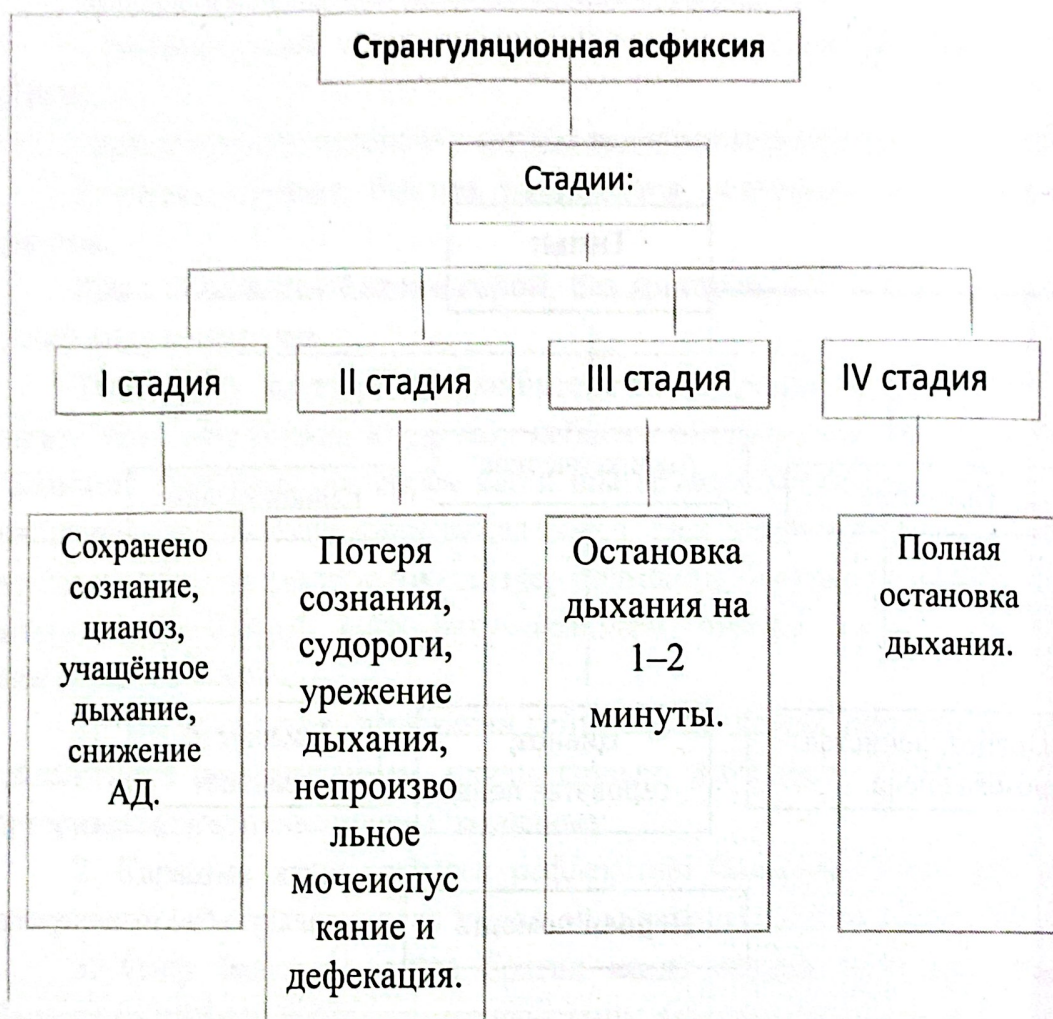 Странгуляционная асфиксия
Стадии:
I стадия
II стадия
III стадия
IV стадия
Сохранено
сознание,
цианоз,
учащённое
дыхание,
снижение
АД.
Потеря
сознания,
судороги,
урежение
дыхания,
непроизво
льное
мочеиспус
кание и
дефекация.
Остановка
дыхания на
1–2
минуты.
Полная
остановка
дыхания.